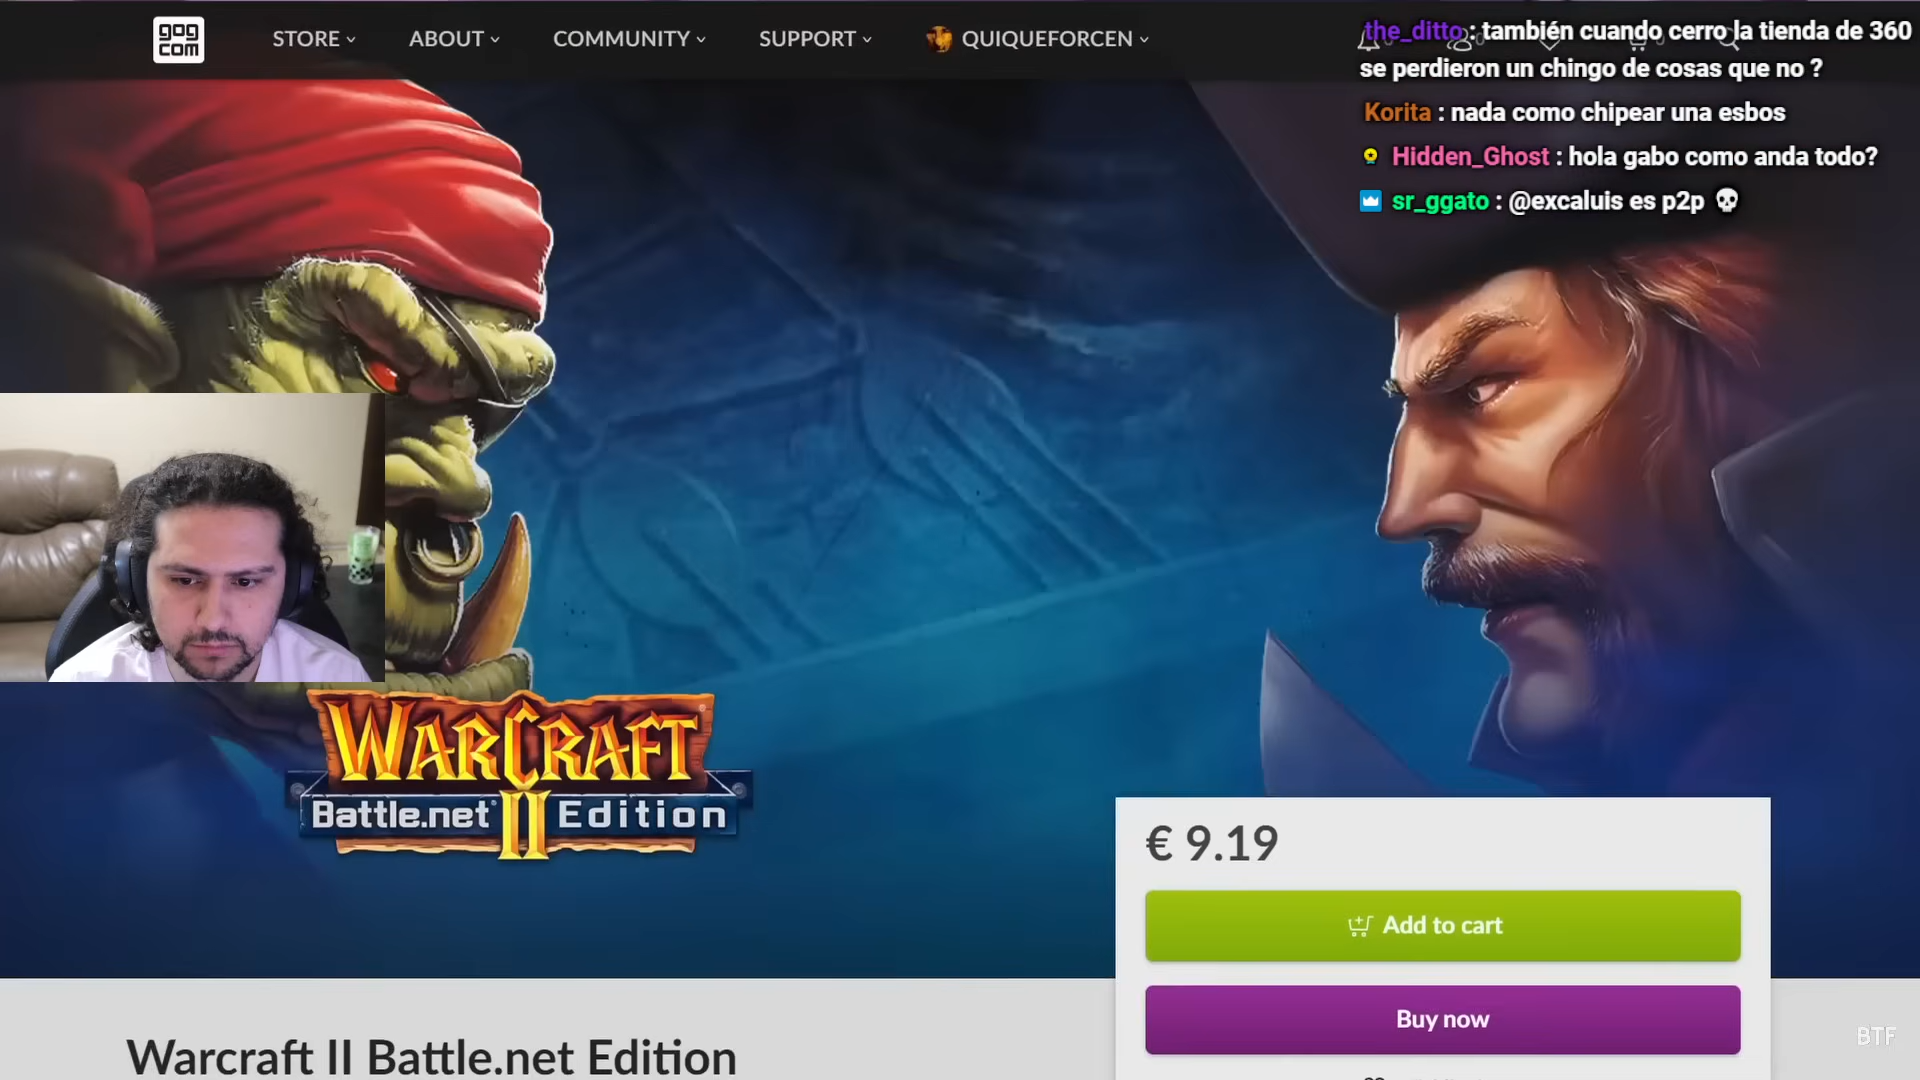 gog
com
STORE
ABOUT
COMMUNITY
SUPPORT
QUIQUEFORCEN
the_ditto : también cuando cerro la tienda de 360
se perdieron un chingo de cosas que no ?
Korita : nada como chipear una esbos
Hidden_Ghost : hola gabo como anda todo?
sr_ggato : @excaluis es p2p 💀
WARCRAFT
Battle.net II Edition
€ 9.19
Add to cart
Buy now
Warcraft II Battle.net Edition
BTF